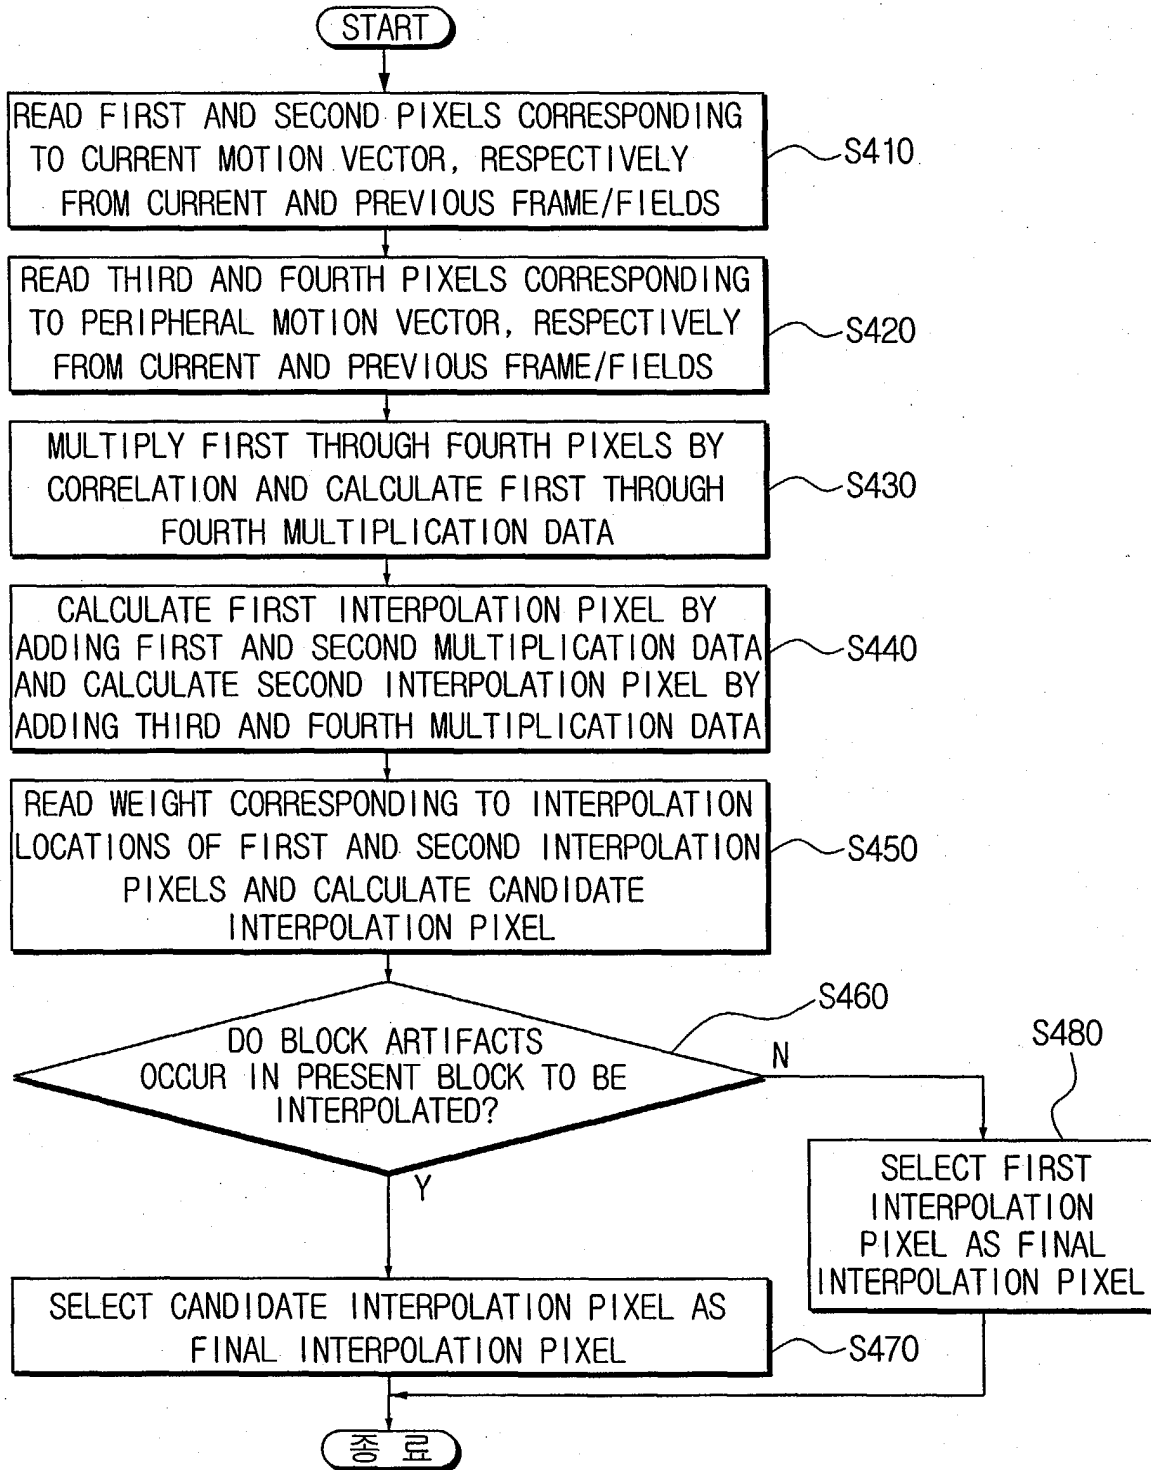 START
READ FIRST AND SECOND PIXELS CORRESPONDING
TO CURRENT MOTION VECTOR, RESPECTIVELY
FROM CURRENT AND PREVIOUS FRAME/FIELDS
S410
READ THIRD AND FOURTH PIXELS CORRESPONDING
TO PERIPHERAL MOTION VECTOR, RESPECTIVELY
FROM CURRENT AND PREVIOUS FRAME/FIELDS
S420
MULTIPLY FIRST THROUGH FOURTH PIXELS BY
CORRELATION AND CALCULATE FIRST THROUGH
FOURTH MULTIPLICATION DATA
S430
CALCULATE FIRST INTERPOLATION PIXEL BY
ADDING FIRST AND SECOND MULTIPLICATION DATA
AND CALCULATE SECOND INTERPOLATION PIXEL BY
ADDING THIRD AND FOURTH MULTIPLICATION DATA
S440
READ WEIGHT CORRESPONDING TO INTERPOLATION
LOCATIONS OF FIRST AND SECOND INTERPOLATION
PIXELS AND CALCULATE CANDIDATE
INTERPOLATION PIXEL
S450
DO BLOCK ARTIFACTS
OCCUR IN PRESENT BLOCK TO BE
INTERPOLATED?
S460
N
Y
S480
SELECT FIRST
INTERPOLATION
PIXEL AS FINAL
INTERPOLATION PIXEL
SELECT CANDIDATE INTERPOLATION PIXEL AS
FINAL INTERPOLATION PIXEL
S470
종 료